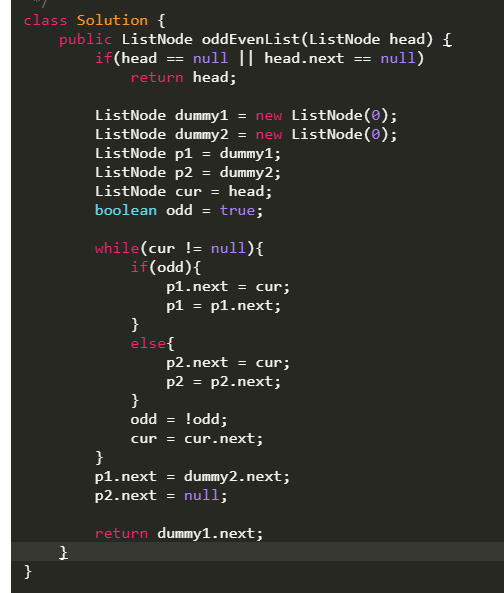 */
class Solution {
    public ListNode oddEvenList(ListNode head) {
        if(head == null || head.next == null)
            return head;

        ListNode dummy1 = new ListNode(0);
        ListNode dummy2 = new ListNode(0);
        ListNode p1 = dummy1;
        ListNode p2 = dummy2;
        ListNode cur = head;
        boolean odd = true;

        while(cur != null){
            if(odd){
                p1.next = cur;
                p1 = p1.next;
            }
            else{
                p2.next = cur;
                p2 = p2.next;
            }
            odd = !odd;
            cur = cur.next;
        }
        p1.next = dummy2.next;
        p2.next = null;

        return dummy1.next;
    }
}